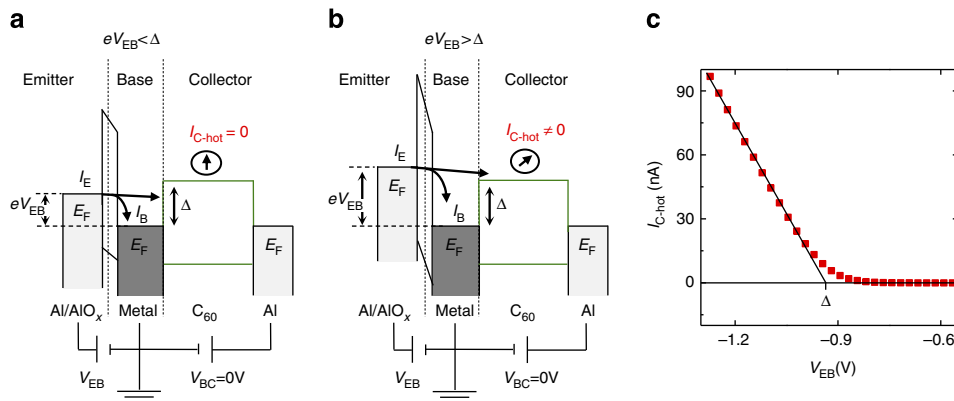 a
eV_EB<Δ
Emitter Base Collector
I_C-hot = 0
I_E
eV_EB
E_F
I_B
Δ
E_F
E_F
Al/AlO_x Metal C_60 Al
V_EB V_BC=0V
b
eV_EB>Δ
Emitter Base Collector
I_C-hot ≠ 0
I_E
eV_EB
E_F
I_B
Δ
E_F
E_F
Al/AlO_x Metal C_60 Al
V_EB V_BC=0V
c
90
60
30
0
I_C-hot (nA)
Δ
−1.2 −0.9 −0.6
V_EB(V)